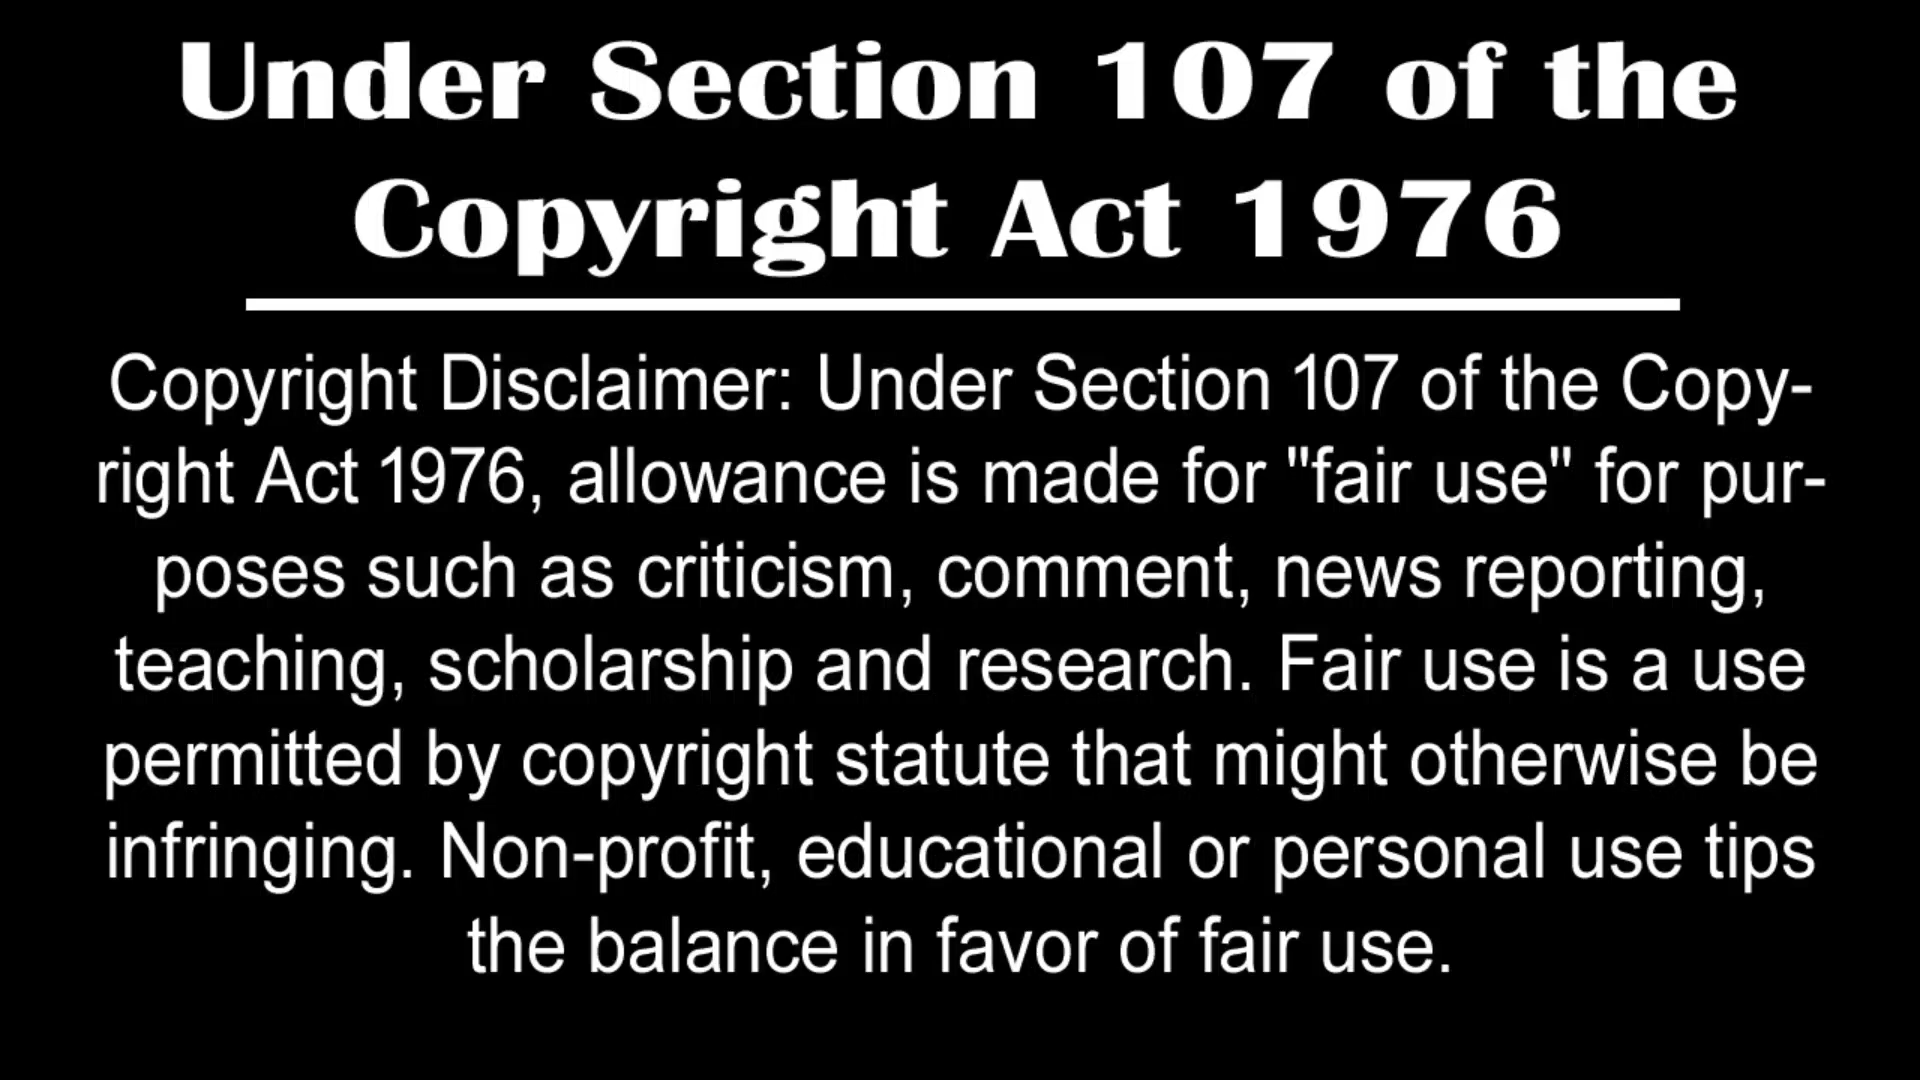 Under Section 107 of the
Copyright Act 1976
Copyright Disclaimer: Under Section 107 of the Copy-
right Act 1976, allowance is made for "fair use" for pur-
poses such as criticism, comment, news reporting,
teaching, scholarship and research. Fair use is a use
permitted by copyright statute that might otherwise be
infringing. Non-profit, educational or personal use tips
the balance in favor of fair use.